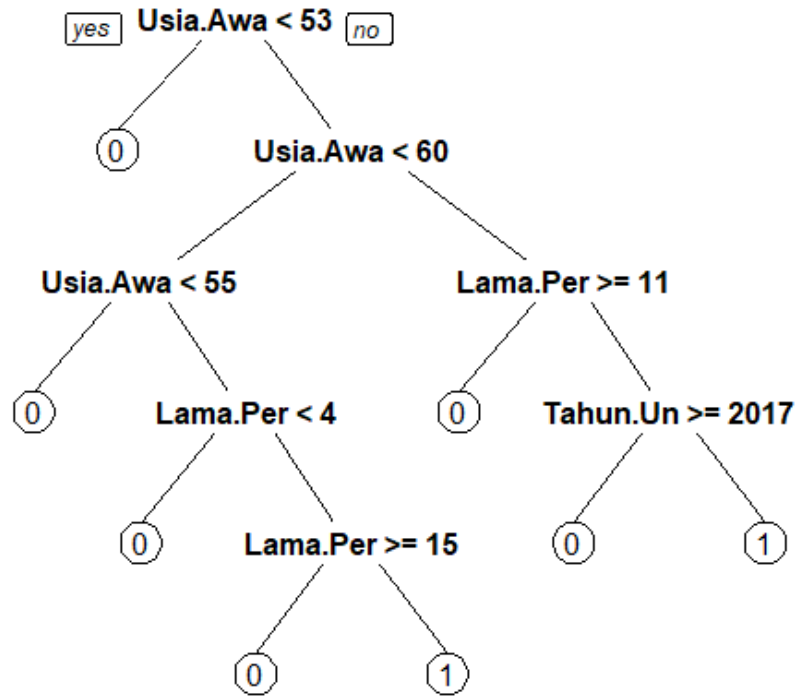 yes Usia.Awa < 53 no
0 Usia.Awa < 60
Usia.Awa < 55 Lama.Per >= 11
0 Lama.Per < 4 0 Tahun.Un >= 2017
0 Lama.Per >= 15 0 1
0 1